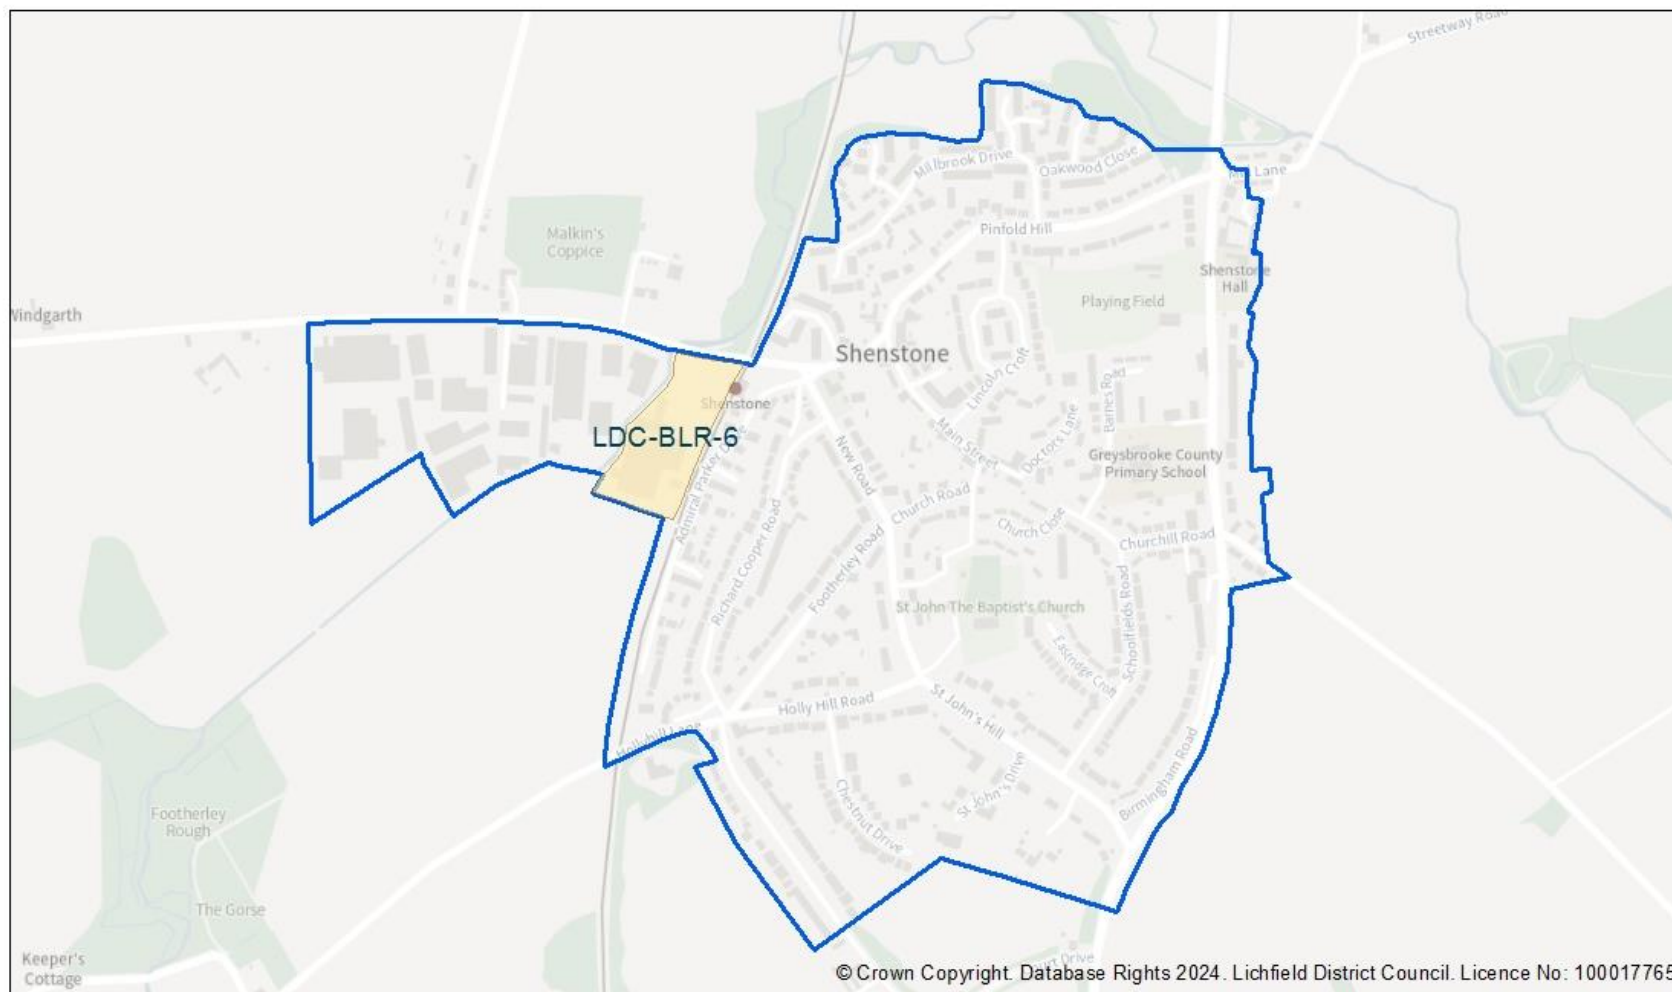 Streetway Road
Millbrook Drive
Oakwood Close
Mill Lane
Malkin's
Coppice
Pinfold Hill
Shenstone
Hall
Playing Field
Windgarth
Shenstone
Shenstone
Lincoln Croft
Barnes Road
LDC-BLR-6
Admiral Parker Drive
New Road
Main Street
Doctors Lane
Greysbrooke County
Primary School
Church Road
Church Close
Churchill Road
Richard Cooper Road
Footherley Road
St John The Baptist's Church
Schoolfields Road
Eastridge Croft
Holly Hill Road
St John's Hill
Hollyhill Lane
Birmingham Road
St John's Drive
Chestnut Drive
Footherley
Rough
The Gorse
Keeper's
Cottage
Court Drive
© Crown Copyright. Database Rights 2024. Lichfield District Council. Licence No: 100017765